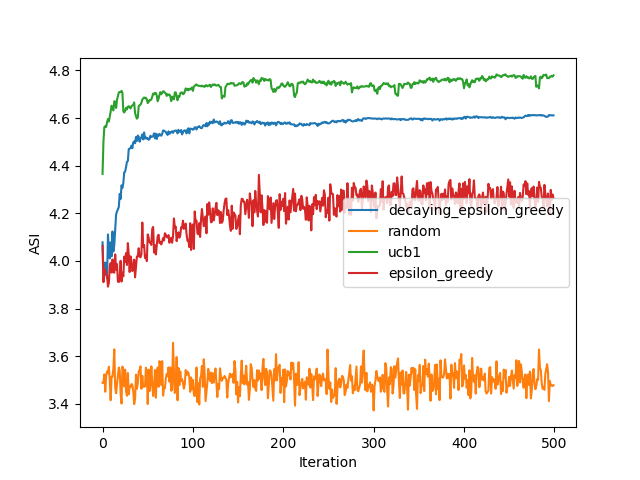 4.8
4.6
4.4
4.2
4.0
3.8
3.6
3.4
ASI
decaying_epsilon_greedy
random
ucb1
epsilon_greedy
0 100 200 300 400 500
Iteration